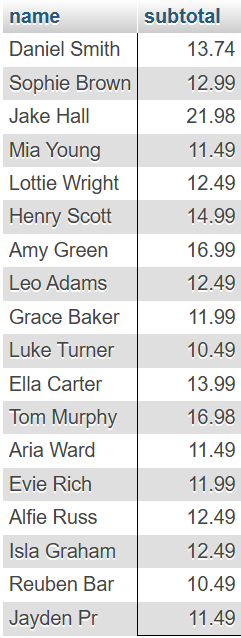 name subtotal
Daniel Smith 13.74
Sophie Brown 12.99
Jake Hall 21.98
Mia Young 11.49
Lottie Wright 12.49
Henry Scott 14.99
Amy Green 16.99
Leo Adams 12.49
Grace Baker 11.99
Luke Turner 10.49
Ella Carter 13.99
Tom Murphy 16.98
Aria Ward 11.49
Evie Rich 11.99
Alfie Russ 12.49
Isla Graham 12.49
Reuben Bar 10.49
Jayden Pr 11.49